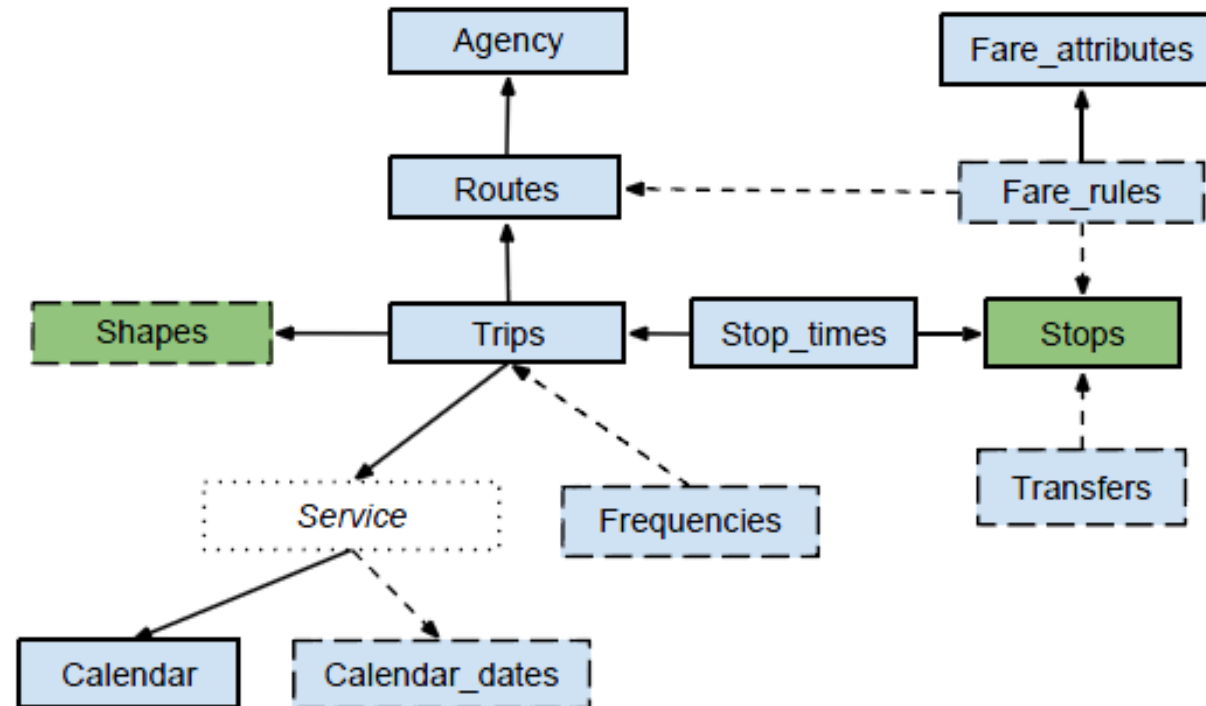 Agency
Fare_attributes
Routes
Fare_rules
Shapes
Trips
Stop_times
Stops
Service
Frequencies
Transfers
Calendar
Calendar_dates